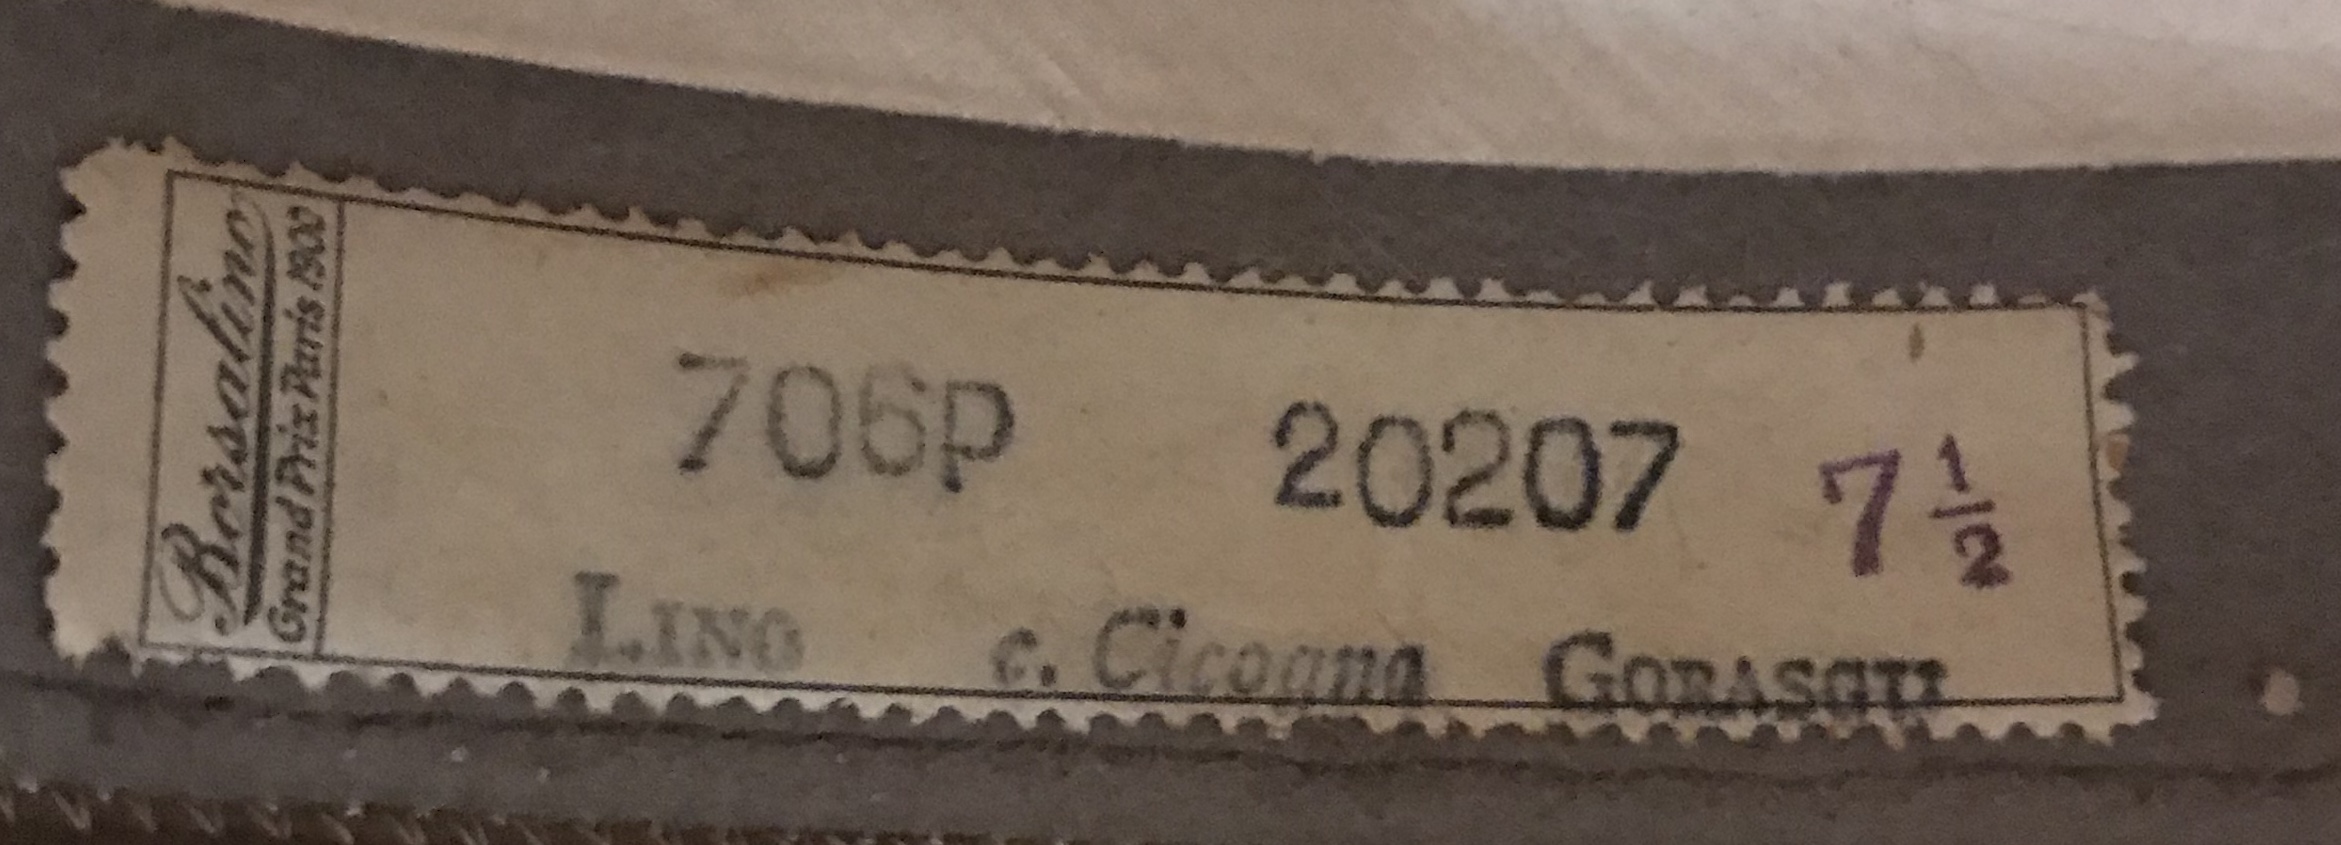 Borsalino
Grand Prix Paris 1900
706P 20207 7 1/2
LINO c. Cicogna